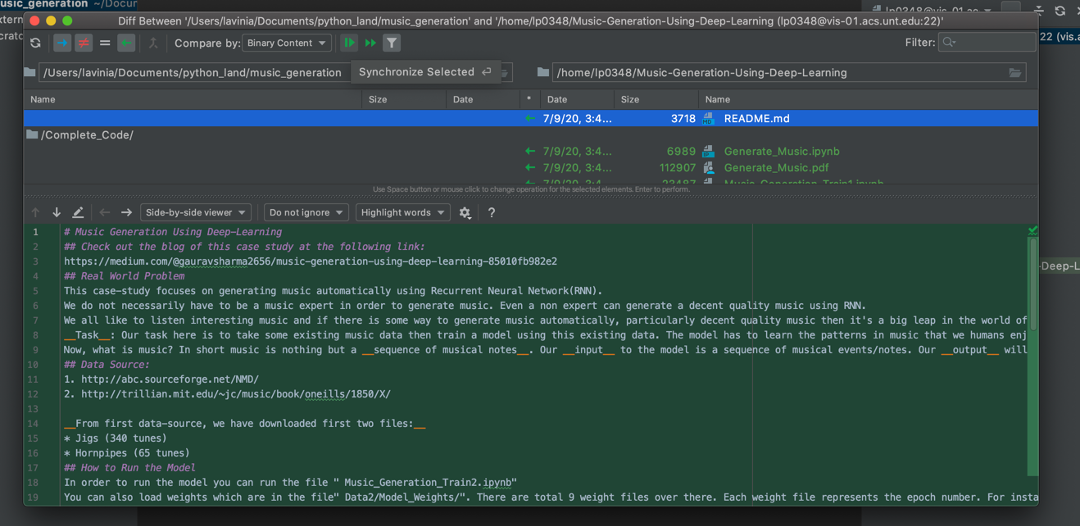 music_generation ~/Docum
lp0348@vis-01.acs
Diff Between '/Users/lavinia/Documents/python_land/music_generation' and '/home/lp0348/Music-Generation-Using-Deep-Learning (lp0348@vis-01.acs.unt.edu:22)'
22 (vis.a
Compare by: Binary Content
Filter:
/Users/lavinia/Documents/python_land/music_generation
Synchronize Selected
/home/lp0348/Music-Generation-Using-Deep-Learning
Name Size Date * Date Size Name
7/9/20, 3:4... 3718 README.md
/Complete_Code/
7/9/20, 3:4... 6989 Generate_Music.ipynb
7/9/20, 3:4... 112907 Generate_Music.pdf
7/9/20, 3:4... 23487 Music_Generation_Train1.ipynb
Use Space button or mouse click to change operation for the selected elements. Enter to perform.
Side-by-side viewer Do not ignore Highlight words ?
1 # Music Generation Using Deep-Learning
2 ## Check out the blog of this case study at the following link:
3 https://medium.com/@gauravsharma2656/music-generation-using-deep-learning-85010fb982e2
4 ## Real World Problem
5 This case-study focuses on generating music automatically using Recurrent Neural Network(RNN).
6 We do not necessarily have to be a music expert in order to generate music. Even a non expert can generate a decent quality music using RNN.
7 We all like to listen interesting music and if there is some way to generate music automatically, particularly decent quality music then it's a big leap in the world of
8 __Task__: Our task here is to take some existing music data then train a model using this existing data. The model has to learn the patterns in music that we humans enj
9 Now, what is music? In short music is nothing but a __sequence of musical notes__. Our __input__ to the model is a sequence of musical events/notes. Our __output__ will
10 ## Data Source:
11 1. http://abc.sourceforge.net/NMD/
12 2. http://trillian.mit.edu/~jc/music/book/oneills/1850/X/
13
14 __From first data-source, we have downloaded first two files:__
15 * Jigs (340 tunes)
16 * Hornpipes (65 tunes)
17 ## How to Run the Model
18 In order to run the model you can run the file " Music_Generation_Train2.ipynb"
19 You can also load weights which are in the file" Data2/Model_Weights/". There are total 9 weight files over there. Each weight file represents the epoch number. For insta
-Deep-L